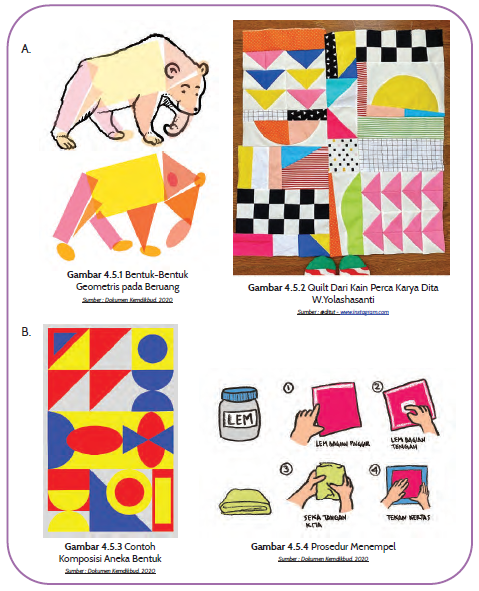 A.
Gambar 4.5.1 Bentuk-Bentuk
Geometris pada Beruang
Sumber : Dokumen Kemdikbud, 2020
Gambar 4.5.2 Quilt Dari Kain Perca Karya Dita
W.Yolashasanti
Sumber : @ditut - www.instagram.com
B.
Gambar 4.5.3 Contoh
Komposisi Aneka Bentuk
Sumber : Dokumen Kemdikbud, 2020
LEM
1
LEM BAGIAN PINGGIR
2
LEM BAGIAN
TENGAH
3
SEKA TANGAN
KITA
4
TEKAN KERTAS
Gambar 4.5.4 Prosedur Menempel
Sumber : Dokumen Kemdikbud, 2020